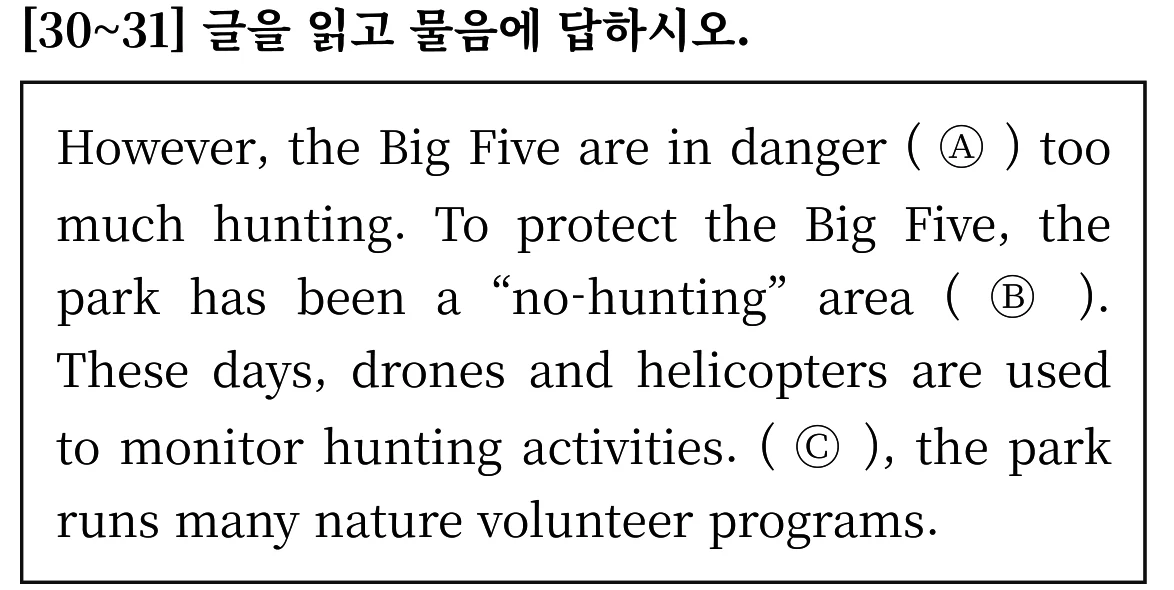 [30~31] 글을 읽고 물음에 답하시오.
However, the Big Five are in danger ( Ⓐ ) too
much hunting. To protect the Big Five, the
park has been a “no-hunting” area ( Ⓑ ).
These days, drones and helicopters are used
to monitor hunting activities. ( Ⓒ ), the park
runs many nature volunteer programs.